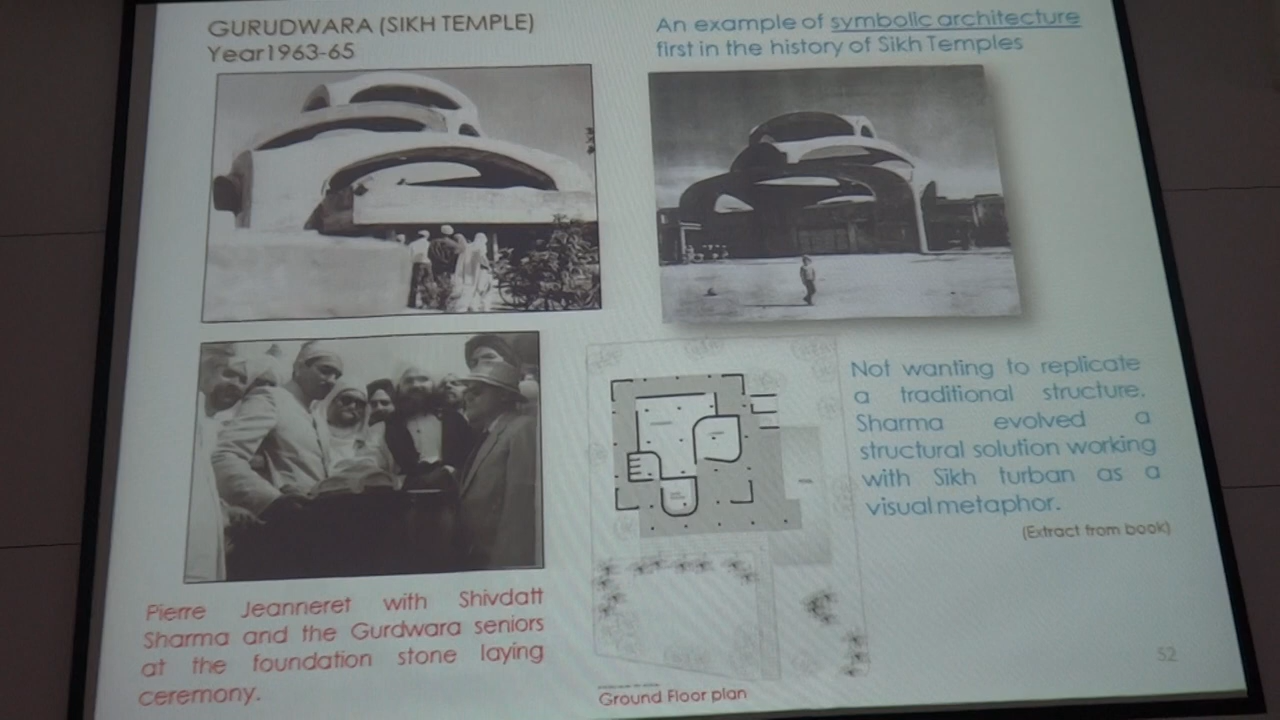 GURUDWARA (SIKH TEMPLE)
Year1963-65
An example of symbolic architecture
first in the history of Sikh Temples
Not wanting to replicate
a traditional structure.
Sharma evolved a
structural solution working
with Sikh turban as a
visual metaphor.
(Extract from book)
Pierre Jeanneret with Shivdatt
Sharma and the Gurdwara seniors
at the foundation stone laying
ceremony.
Ground Floor plan
52